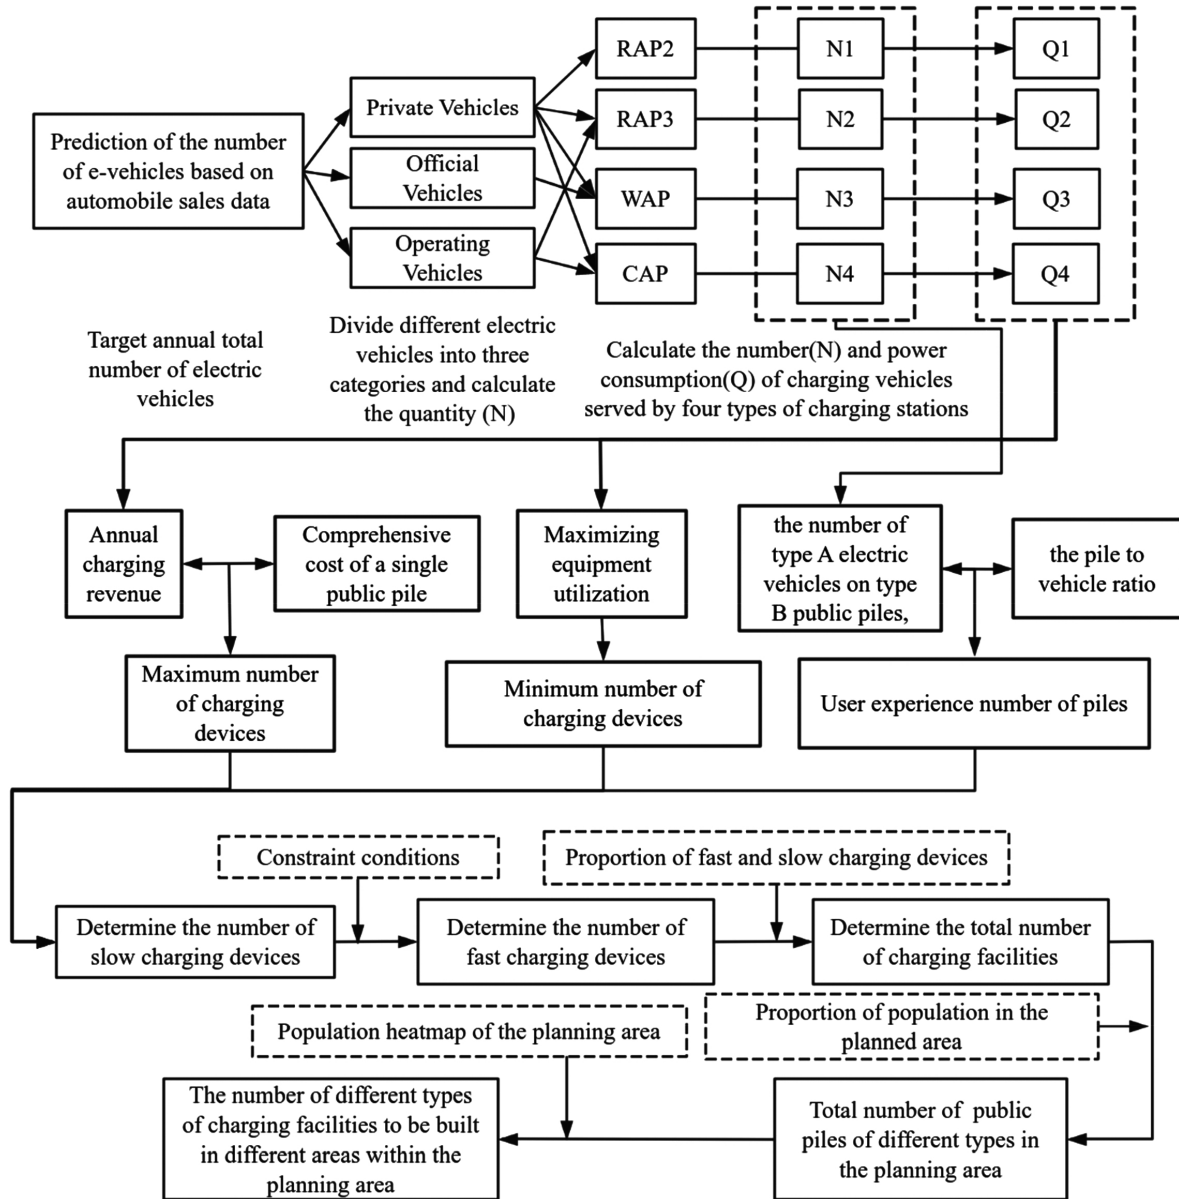 RAP2
N1
Q1
Private Vehicles
RAP3
N2
Q2
Prediction of the number
of e-vehicles based on
automobile sales data
Official
Vehicles
WAP
N3
Q3
Operating
Vehicles
CAP
N4
Q4
Target annual total
number of electric
vehicles
Divide different electric
vehicles into three
categories and calculate
the quantity (N)
Calculate the number(N) and power
consumption(Q) of charging vehicles
served by four types of charging stations
Annual
charging
revenue
Comprehensive
cost of a single
public pile
Maximizing
equipment
utilization
the number of
type A electric
vehicles on type
B public piles,
the pile to
vehicle ratio
Maximum number
of charging
devices
Minimum number of
charging devices
User experience number of piles
Constraint conditions
Proportion of fast and slow charging devices
Determine the number of
slow charging devices
Determine the number of
fast charging devices
Determine the total number
of charging facilities
Population heatmap of the planning area
Proportion of population in the
planned area
The number of different types
of charging facilities to be built
in different areas within the
planning area
Total number of public
piles of different types in
the planning area